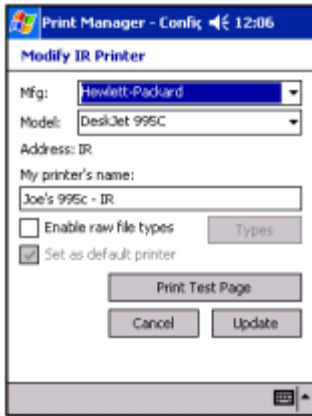 Print Manager - Config 12:06
Modify IR Printer
Mfg: Hewlett-Packard
Model: DeskJet 995C
Address: IR
My printer's name:
Joe's 995c - IR
Enable raw file types Types
Set as default printer
Print Test Page
Cancel Update